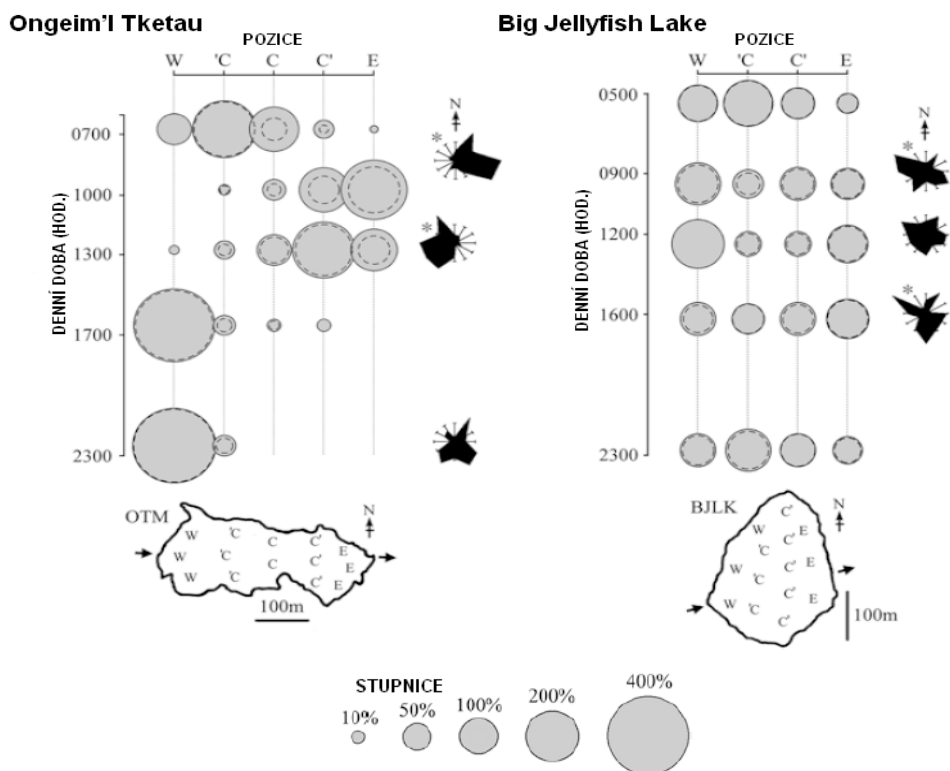 Ongeim'l Tketau
POZICE
W 'C C C' E
DENNÍ DOBA (HOD.)
0700
1000
1300
1700
2300
N
*
*
OTM
N
W W W
'C 'C 'C
C C
C' C' C'
E E E
100m
Big Jellyfish Lake
POZICE
W 'C C' E
DENNÍ DOBA (HOD.)
0500
0900
1200
1600
2300
N
*
*
BJLK
N
W W W
'C 'C 'C
C' C' C' C' C'
E E E
100m
STUPNICE
10% 50% 100% 200% 400%